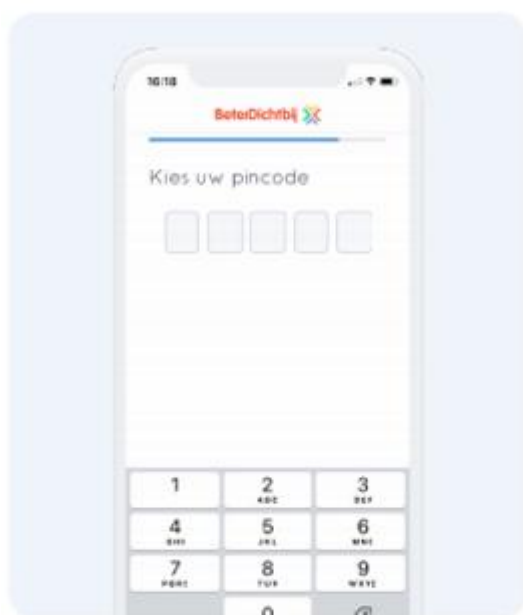 16:18
BeterDichtbij
Kies uw pincode
1 2 3
ABC DEF
4 5 6
GHI JKL MNO
7 8 9
PQRS TUV WXYZ
0